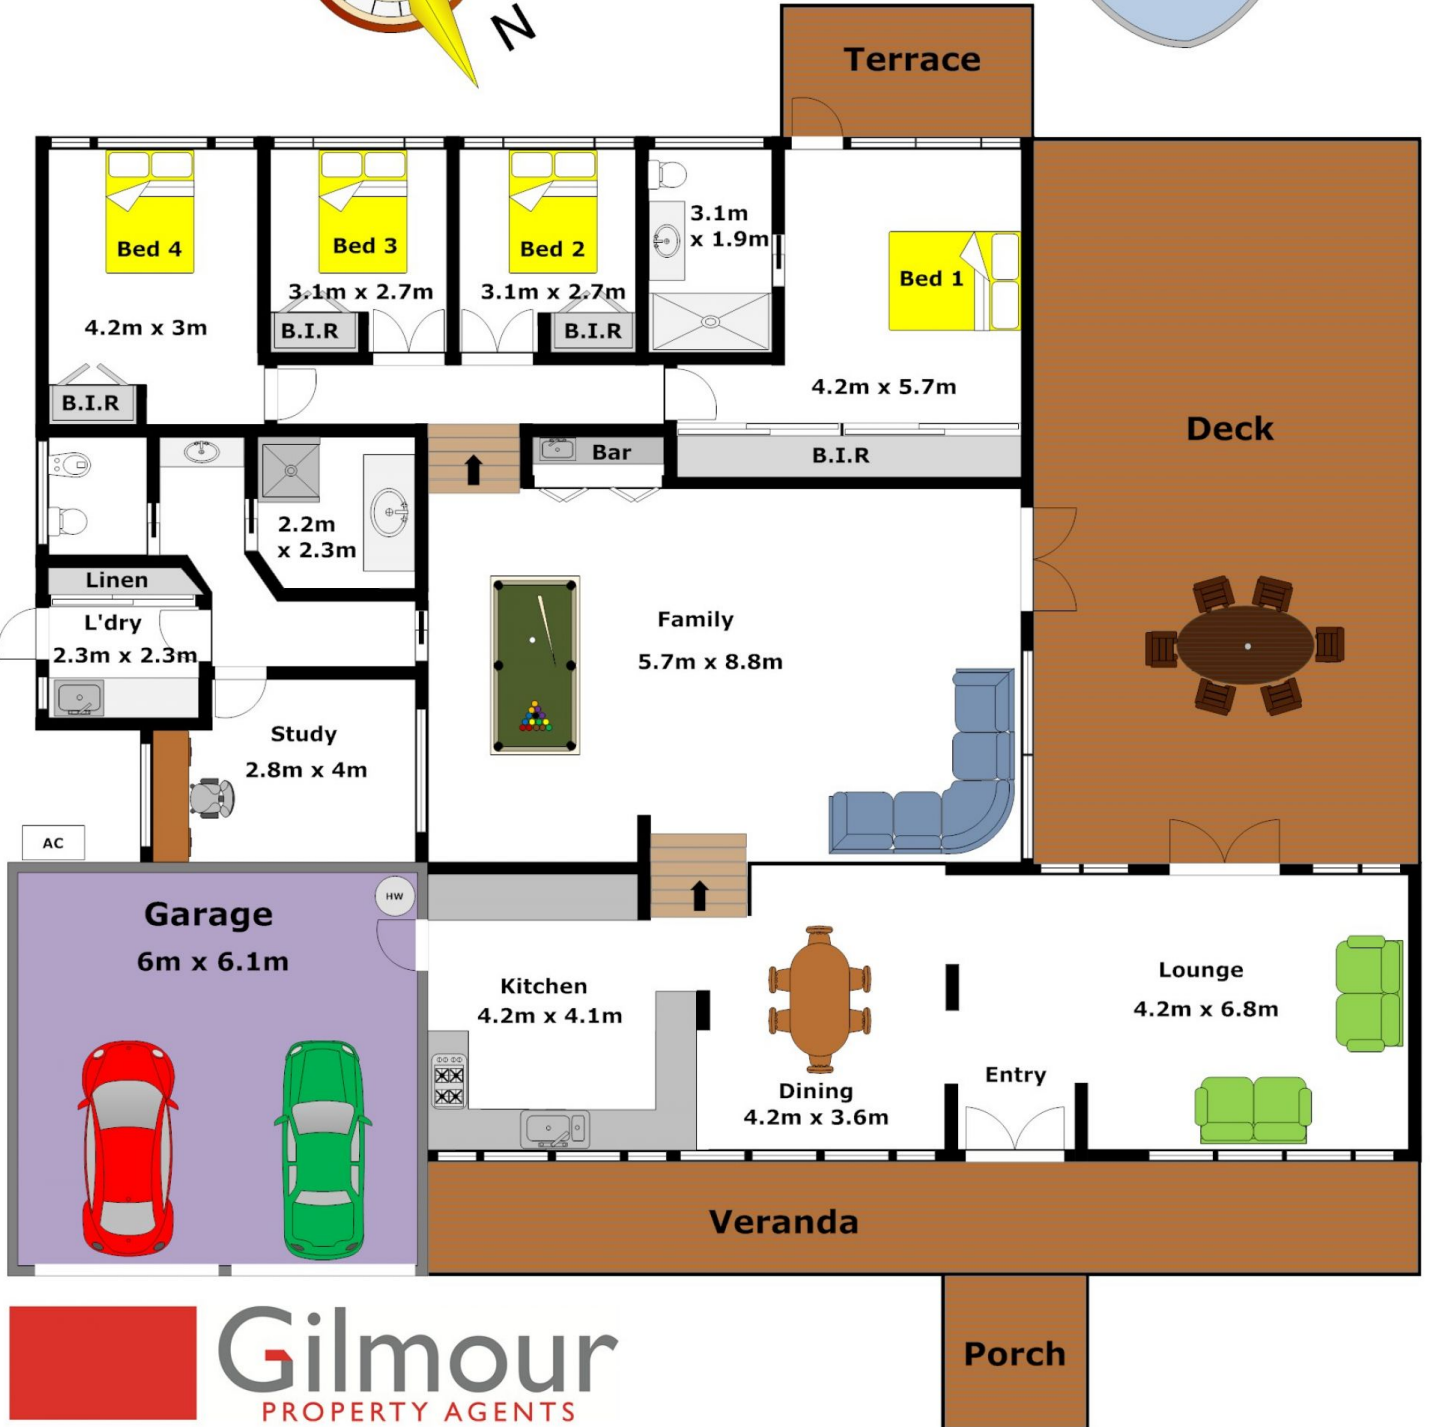 N
Terrace
Bed 4
4.2m x 3m
B.I.R
Bed 3
3.1m x 2.7m
B.I.R
Bed 2
3.1m x 2.7m
B.I.R
3.1m
x 1.9m
Bed 1
4.2m x 5.7m
B.I.R
Deck
Bar
2.2m
x 2.3m
Linen
L'dry
2.3m x 2.3m
Family
5.7m x 8.8m
Study
2.8m x 4m
AC
HW
Garage
6m x 6.1m
Kitchen
4.2m x 4.1m
Dining
4.2m x 3.6m
Entry
Lounge
4.2m x 6.8m
Veranda
Porch
Gilmour
PROPERTY AGENTS